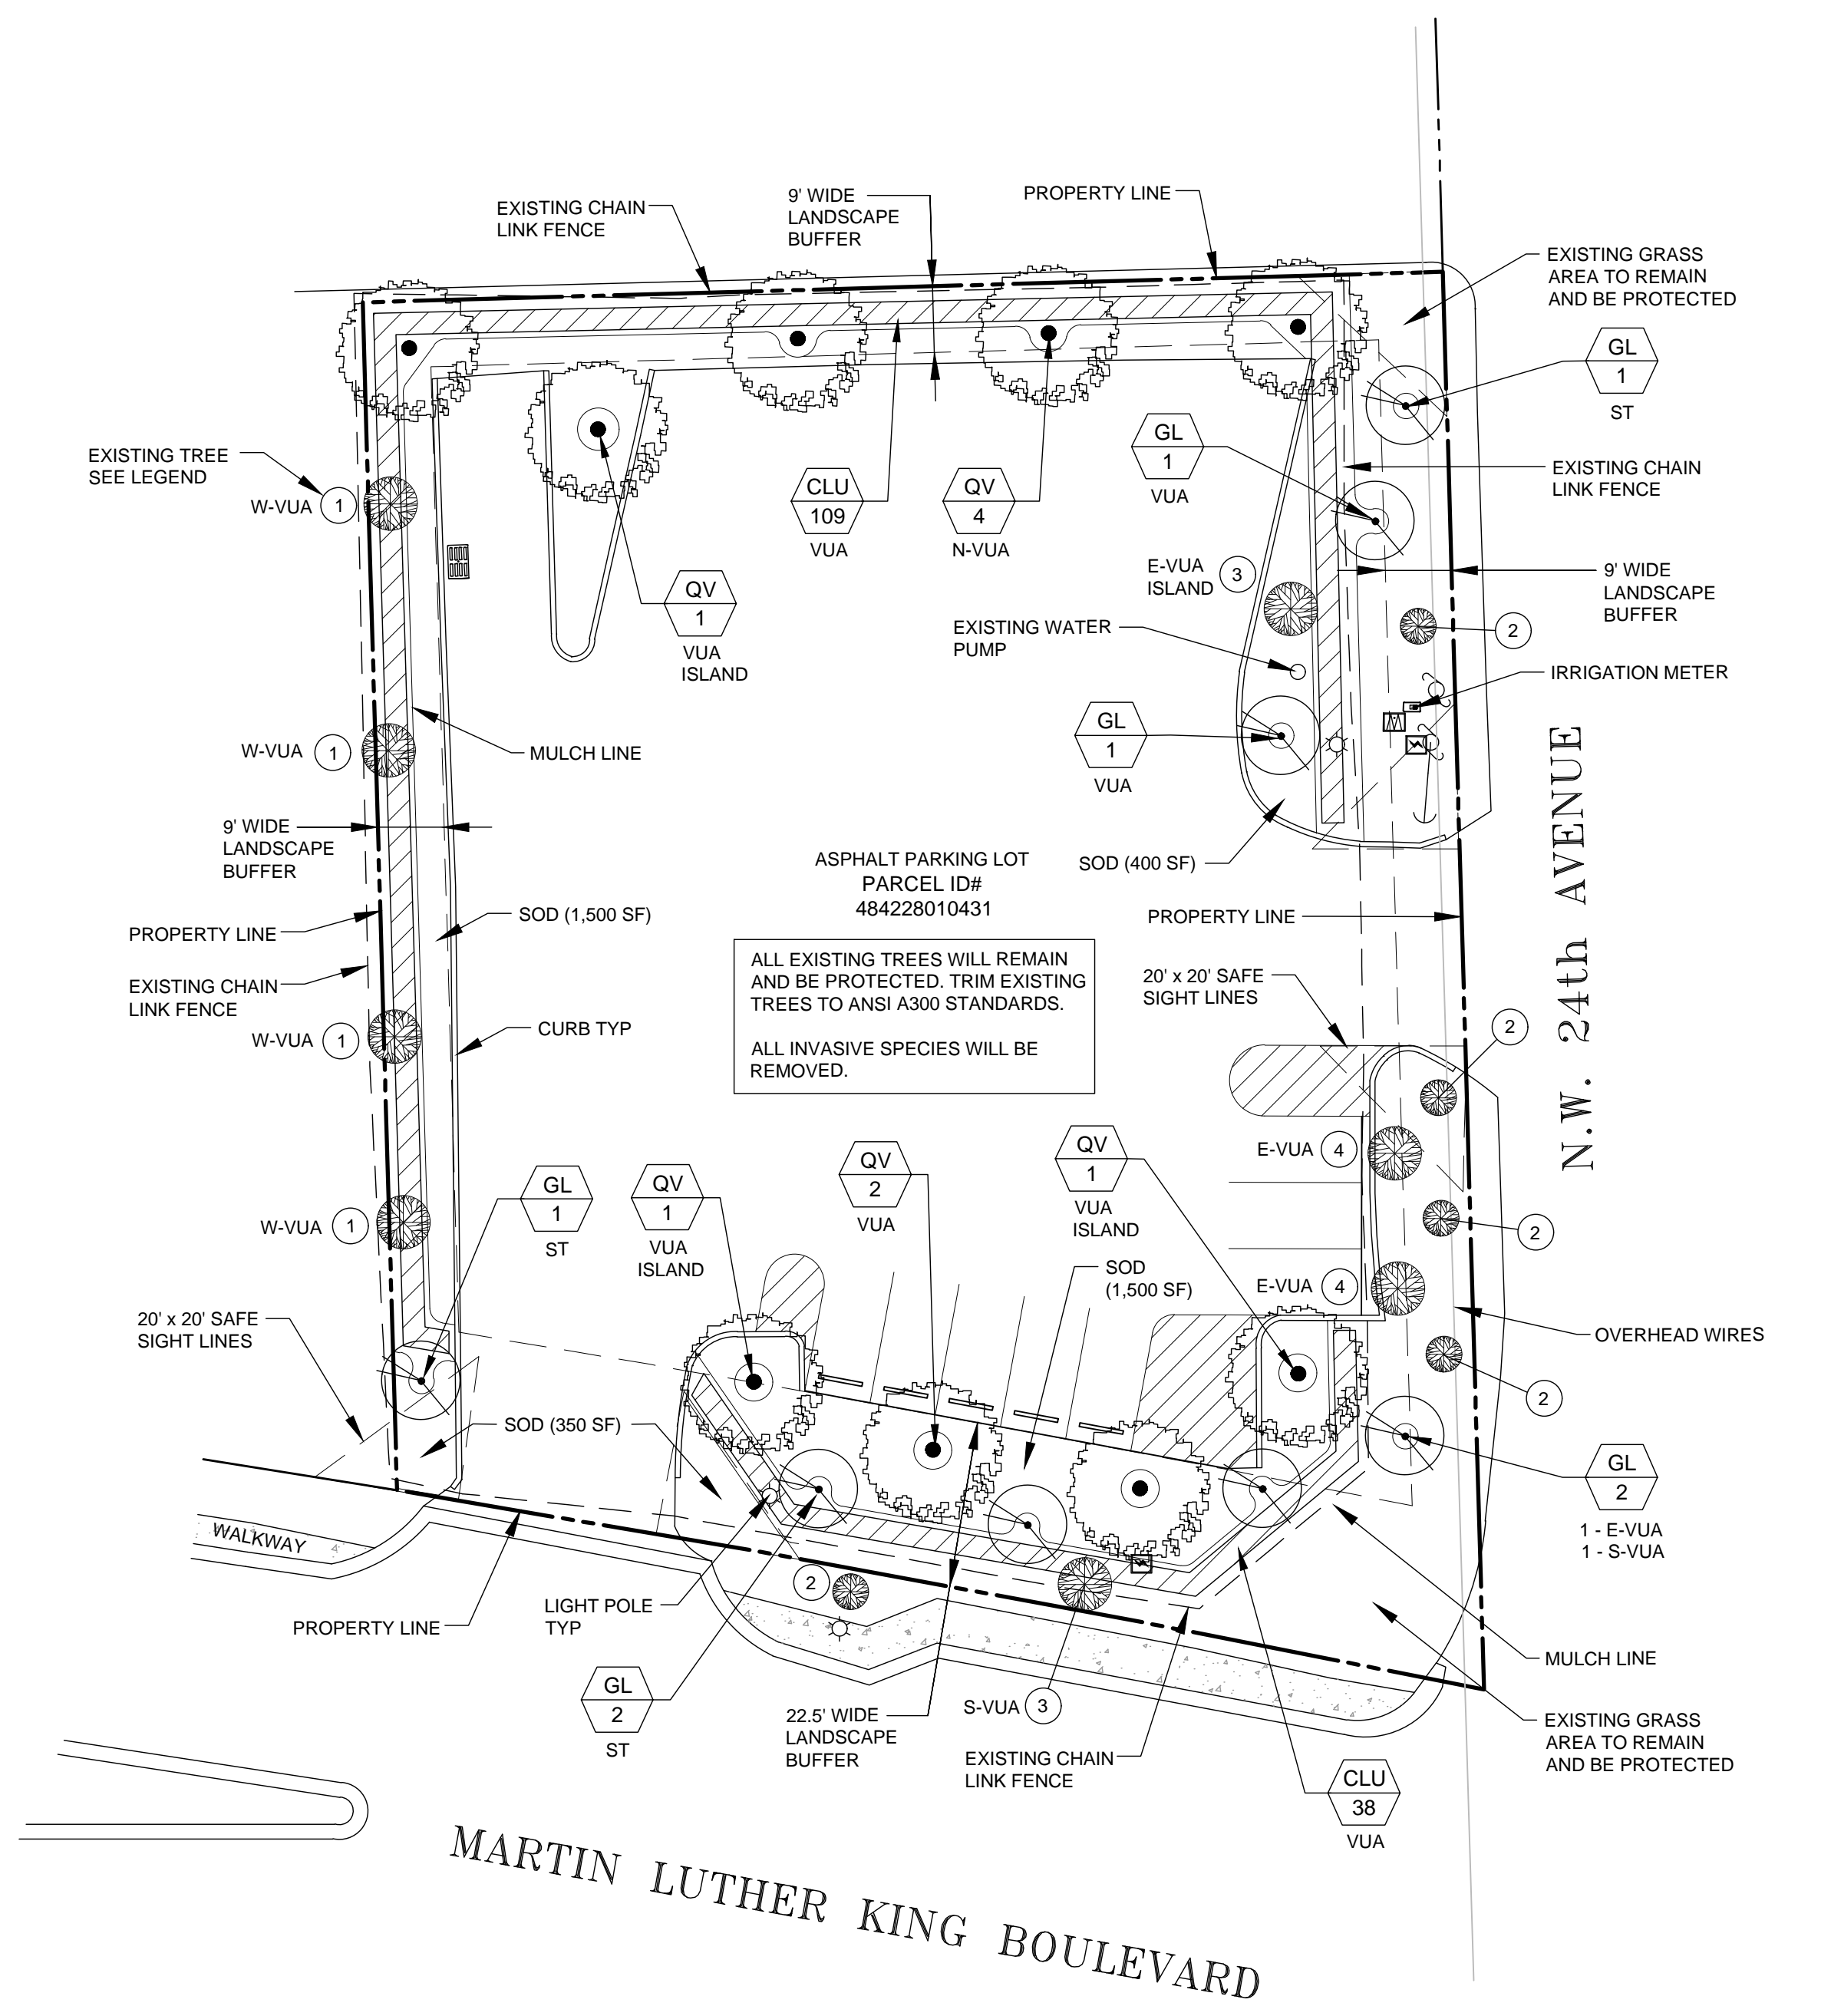 EXISTING CHAIN
LINK FENCE
9' WIDE
LANDSCAPE
BUFFER
PROPERTY LINE
EXISTING GRASS
AREA TO REMAIN
AND BE PROTECTED
GL
1
ST
EXISTING TREE
SEE LEGEND
W-VUA 1
CLU
109
VUA
QV
4
N-VUA
GL
1
VUA
EXISTING CHAIN
LINK FENCE
QV
1
VUA
ISLAND
E-VUA
ISLAND
3
9' WIDE
LANDSCAPE
BUFFER
EXISTING WATER
PUMP
2
IRRIGATION METER
W-VUA 1
MULCH LINE
GL
1
VUA
9' WIDE
LANDSCAPE
BUFFER
ASPHALT PARKING LOT
PARCEL ID#
484228010431
SOD (400 SF)
N.W. 24th AVENUE
PROPERTY LINE
SOD (1,500 SF)
PROPERTY LINE
EXISTING CHAIN
LINK FENCE
ALL EXISTING TREES WILL REMAIN
AND BE PROTECTED. TRIM EXISTING
TREES TO ANSI A300 STANDARDS.
ALL INVASIVE SPECIES WILL BE
REMOVED.
20' x 20' SAFE
SIGHT LINES
W-VUA 1
CURB TYP
2
E-VUA 4
GL
1
ST
QV
1
VUA
ISLAND
QV
2
VUA
QV
1
VUA
ISLAND
W-VUA 1
2
SOD
(1,500 SF)
E-VUA 4
20' x 20' SAFE
SIGHT LINES
OVERHEAD WIRES
2
SOD (350 SF)
GL
2
1 - E-VUA
1 - S-VUA
WALKWAY
2
PROPERTY LINE
LIGHT POLE
TYP
MULCH LINE
GL
2
ST
22.5' WIDE
LANDSCAPE
BUFFER
S-VUA 3
EXISTING CHAIN
LINK FENCE
EXISTING GRASS
AREA TO REMAIN
AND BE PROTECTED
CLU
38
VUA
MARTIN LUTHER KING BOULEVARD